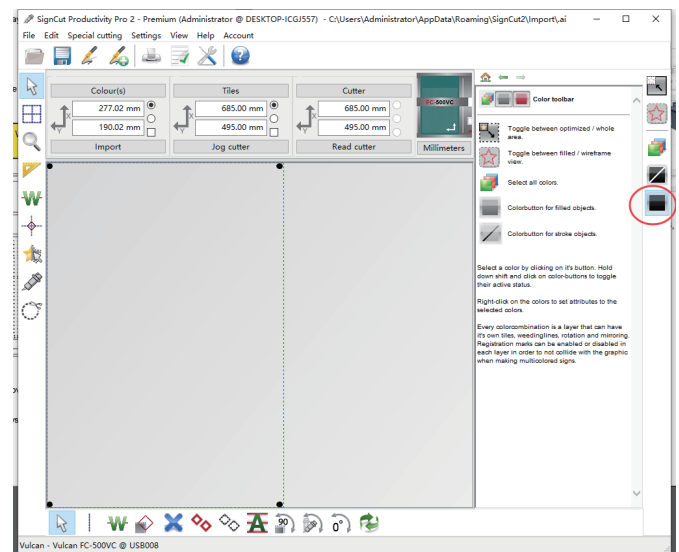 SignCut Productivity Pro 2 - Premium (Administrator @ DESKTOP-ICGJ557) - C:\Users\Administrator\AppData\Roaming\SignCut2\Import\,ai
File Edit Special cutting Settings View Help Account
Colour(s)
277.02 mm
190.02 mm
Import
X
Y
Tiles
685.00 mm
495.00 mm
Jog cutter
X
Y
Cutter
685.00 mm
495.00 mm
Read cutter
X
Y
FC-500VC
Millimeters
Color toolbar
Toggle between optimized / whole
area.
Toggle between filled / wireframe
view.
Select all colors.
Colorbutton for filled objects.
Colorbutton for stroke objects.
Select a color by clicking on it's button. Hold
down shift and click on color-buttons to toggle
their active status.
Right-click on the colors to set attributes to the
selected colors.
Every colorcombination is a layer that can have
it's own tiles, weedinglines, rotation and mirroring.
Registration marks can be enabled or disabled in
each layer in order to not collide with the graphic
when making multicolored signs.
W
W
A
90
0°
Vulcan - Vulcan FC-500VC @ USB008